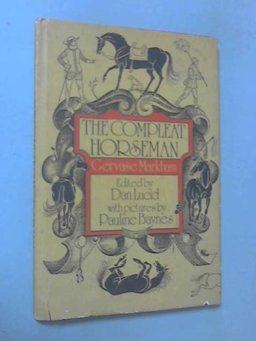 THE COMPLEAT
HORSEMAN
Gervase Markham
Edited by
Dan Lucid
with pictures by
Pauline Baynes